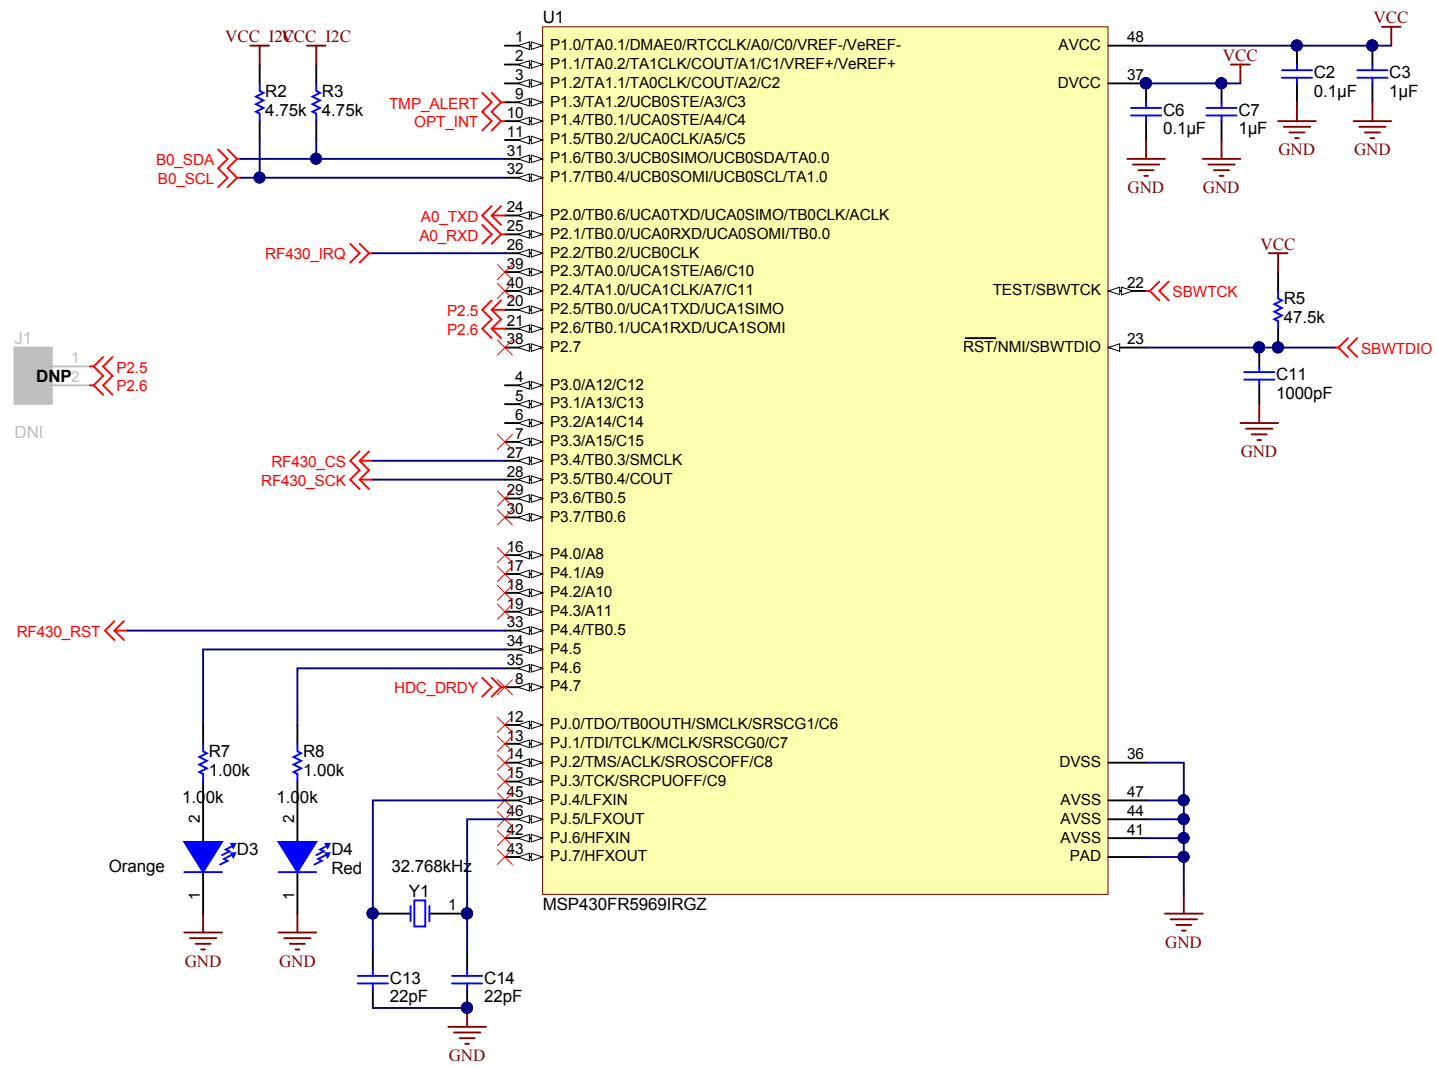 U1
VCC_I2C VCC_I2C
R2
4.75k
R3
4.75k
TMP_ALERT
OPT_INT
B0_SDA
B0_SCL
A0_TXD
A0_RXD
RF430_IRQ
P2.5
P2.6
J1
1
2
DNP
P2.5
P2.6
DNI
RF430_CS
RF430_SCK
RF430_RST
HDC_DRDY
1 P1.0/TA0.1/DMAE0/RTCCLK/A0/C0/VREF-/VeREF-
2 P1.1/TA0.2/TA1CLK/COUT/A1/C1/VREF+/VeREF+
3 P1.2/TA1.1/TA0CLK/COUT/A2/C2
9 P1.3/TA1.2/UCB0STE/A3/C3
10 P1.4/TB0.1/UCA0STE/A4/C4
11 P1.5/TB0.2/UCA0CLK/A5/C5
31 P1.6/TB0.3/UCB0SIMO/UCB0SDA/TA0.0
32 P1.7/TB0.4/UCB0SOMI/UCB0SCL/TA1.0
24 P2.0/TB0.6/UCA0TXD/UCA0SIMO/TB0CLK/ACLK
25 P2.1/TB0.0/UCA0RXD/UCA0SOMI/TB0.0
26 P2.2/TB0.2/UCB0CLK
39 P2.3/TA0.0/UCA1STE/A6/C10
40 P2.4/TA1.0/UCA1CLK/A7/C11
20 P2.5/TB0.0/UCA1TXD/UCA1SIMO
21 P2.6/TB0.1/UCA1RXD/UCA1SOMI
38 P2.7
4 P3.0/A12/C12
5 P3.1/A13/C13
6 P3.2/A14/C14
7 P3.3/A15/C15
27 P3.4/TB0.3/SMCLK
28 P3.5/TB0.4/COUT
29 P3.6/TB0.5
30 P3.7/TB0.6
16 P4.0/A8
17 P4.1/A9
18 P4.2/A10
19 P4.3/A11
33 P4.4/TB0.5
34 P4.5
35 P4.6
8 P4.7
12 PJ.0/TDO/TB0OUTH/SMCLK/SRSCG1/C6
13 PJ.1/TDI/TCLK/MCLK/SRSCG0/C7
14 PJ.2/TMS/ACLK/SROSCOFF/C8
15 PJ.3/TCK/SRCPUOFF/C9
45 PJ.4/LFXIN
46 PJ.5/LFXOUT
42 PJ.6/HFXIN
43 PJ.7/HFXOUT
AVCC 48
DVCC 37
TEST/SBWTCK 22
RST/NMI/SBWTDIO 23
DVSS 36
AVSS 47
AVSS 44
AVSS 41
PAD
MSP430FR5969IRGZ
VCC
VCC
C2
0.1µF
C3
1µF
C6
0.1µF
C7
1µF
GND
GND
GND
GND
SBWTCK
VCC
R5
47.5k
SBWTDIO
C11
1000pF
GND
GND
R7
1.00k
1.00k
2
D3
Orange
1
GND
R8
1.00k
1.00k
2
D4
Red
1
GND
32.768kHz
Y1
1
C13
22pF
C14
22pF
GND